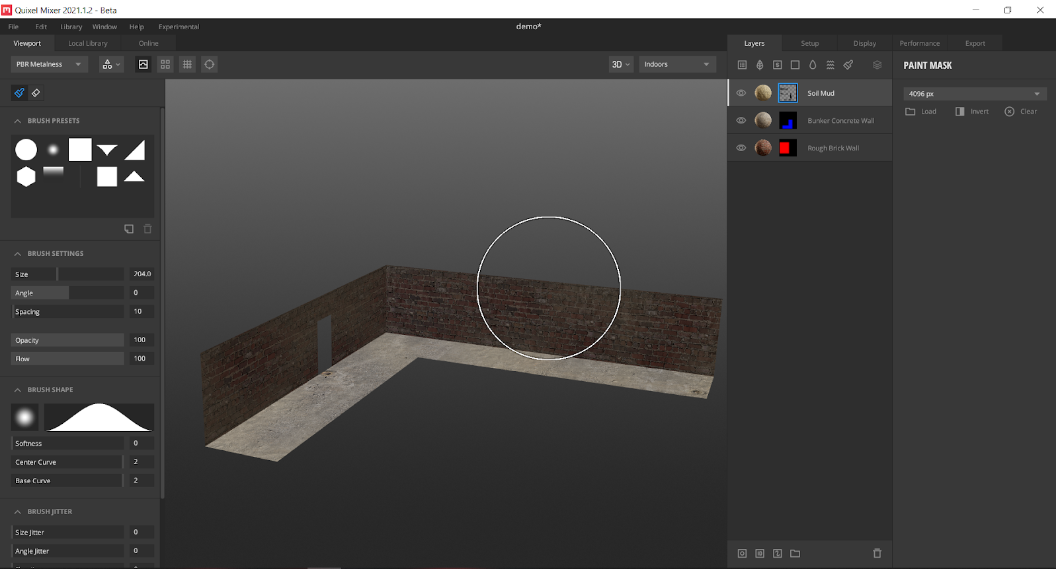 Quixel Mixer 2021.1.2 - Beta
File Edit Library Window Help Experimental
demo*
Viewport Local Library Online
Layers Setup Display Performance Export
PBR Metalness
3D
Indoors
PAINT MASK
4096 px
Load Invert Clear
Soil Mud
Bunker Concrete Wall
Rough Brick Wall
BRUSH PRESETS
BRUSH SETTINGS
Size 204.0
Angle 0
Spacing 10
Opacity 100
Flow 100
BRUSH SHAPE
Softness 0
Center Curve 2
Base Curve 2
BRUSH JITTER
Size Jitter 0
Angle Jitter 0